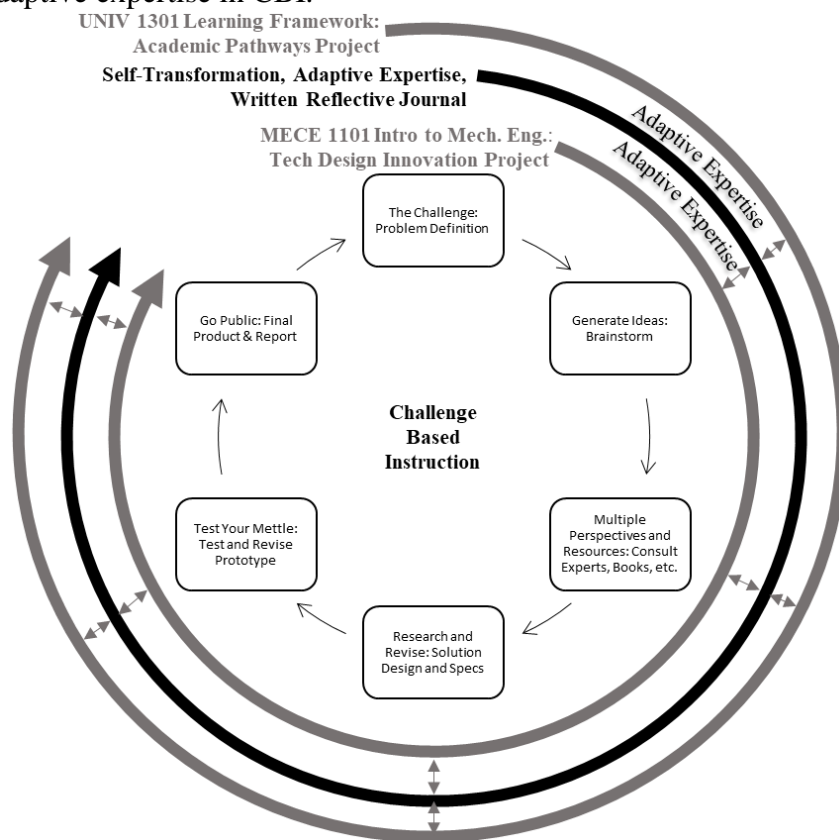 daptive expertise in CBI.
UNIV 1301 Learning Framework:
Academic Pathways Project
Self-Transformation, Adaptive Expertise,
Written Reflective Journal
MECE 1101 Intro to Mech. Eng.:
Tech Design Innovation Project
Adaptive Expertise
Adaptive Expertise
The Challenge:
Problem Definition
Generate Ideas:
Brainstorm
Multiple
Perspectives and
Resources: Consult
Experts, Books, etc.
Research and
Revise: Solution
Design and Specs
Test Your Mettle:
Test and Revise
Prototype
Go Public: Final
Product & Report
Challenge
Based
Instruction